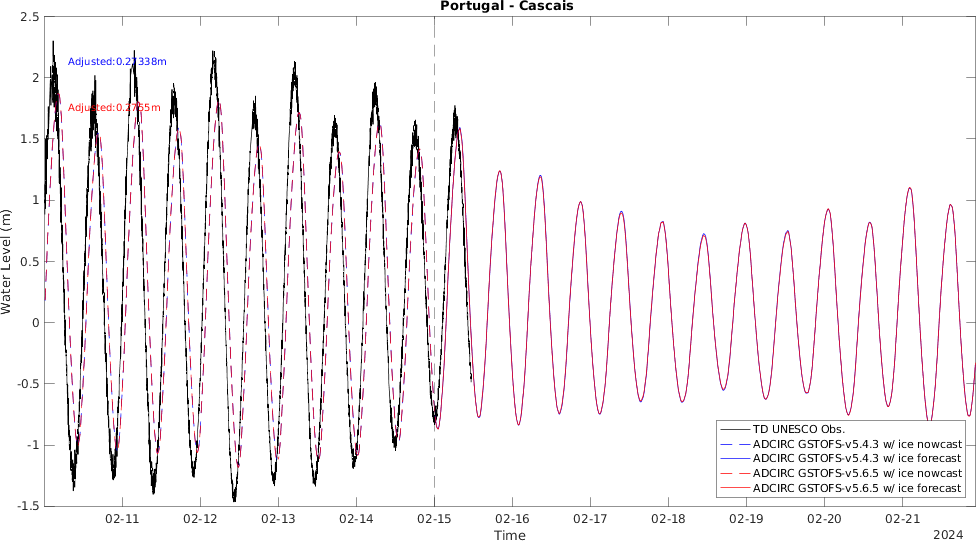 Portugal - Cascais
2.5
2
1.5
1
0.5
0
-0.5
-1
-1.5
Water Level (m)
Adjusted:0.27338m
Adjusted:0.2765m
TD UNESCO Obs.
ADCIRC GSTOFS-v5.4.3 w/ ice nowcast
ADCIRC GSTOFS-v5.4.3 w/ ice forecast
ADCIRC GSTOFS-v5.6.5 w/ ice nowcast
ADCIRC GSTOFS-v5.6.5 w/ ice forecast
02-11 02-12 02-13 02-14 02-15 02-16 02-17 02-18 02-19 02-20 02-21
Time
2024